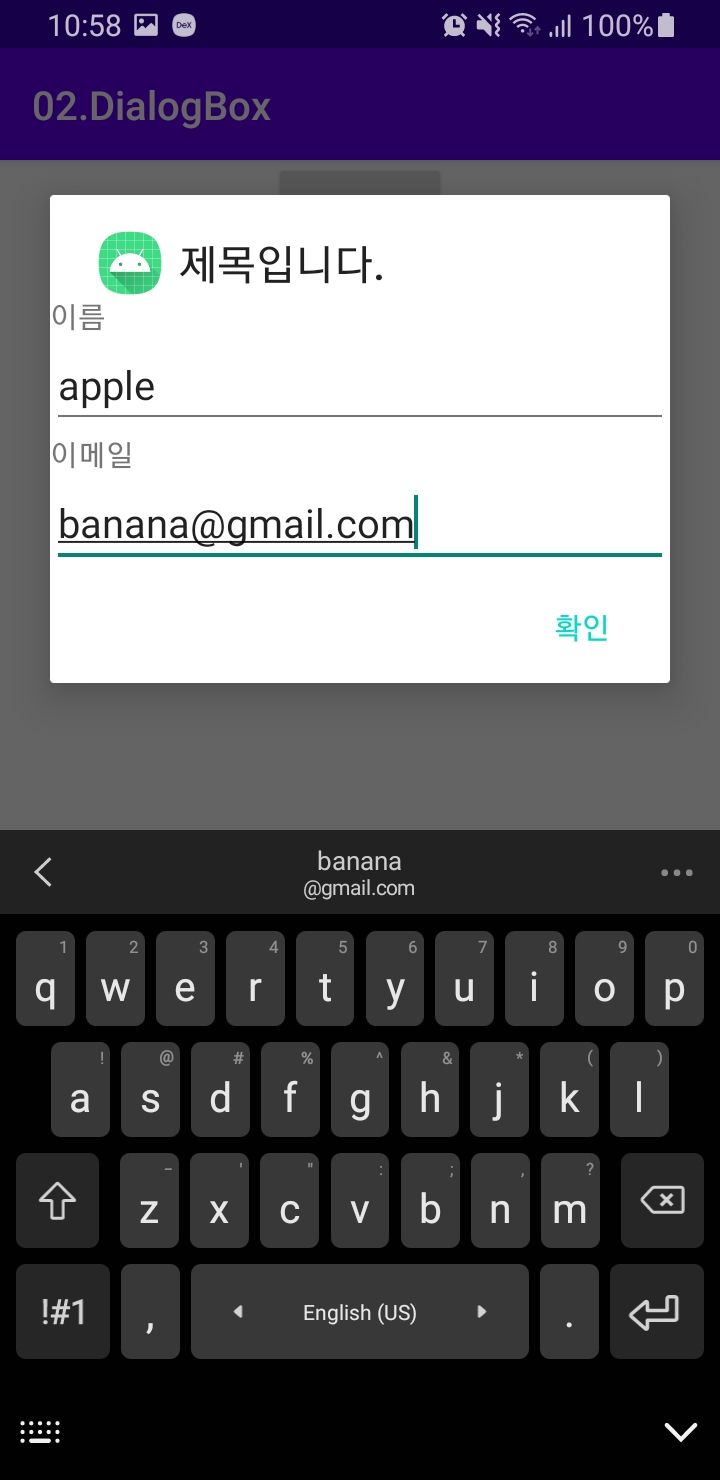 10:58 DeX 100%
02.DialogBox
제목입니다.
이름
apple
이메일
banana@gmail.com
확인
banana
@gmail.com
1 2 3 4 5 6 7 8 9 0
q w e r t y u i o p
! @ # % ^ & * ( )
a s d f g h j k l
- ' " : ; , ?
z x c v b n m
!#1 , English (US) .